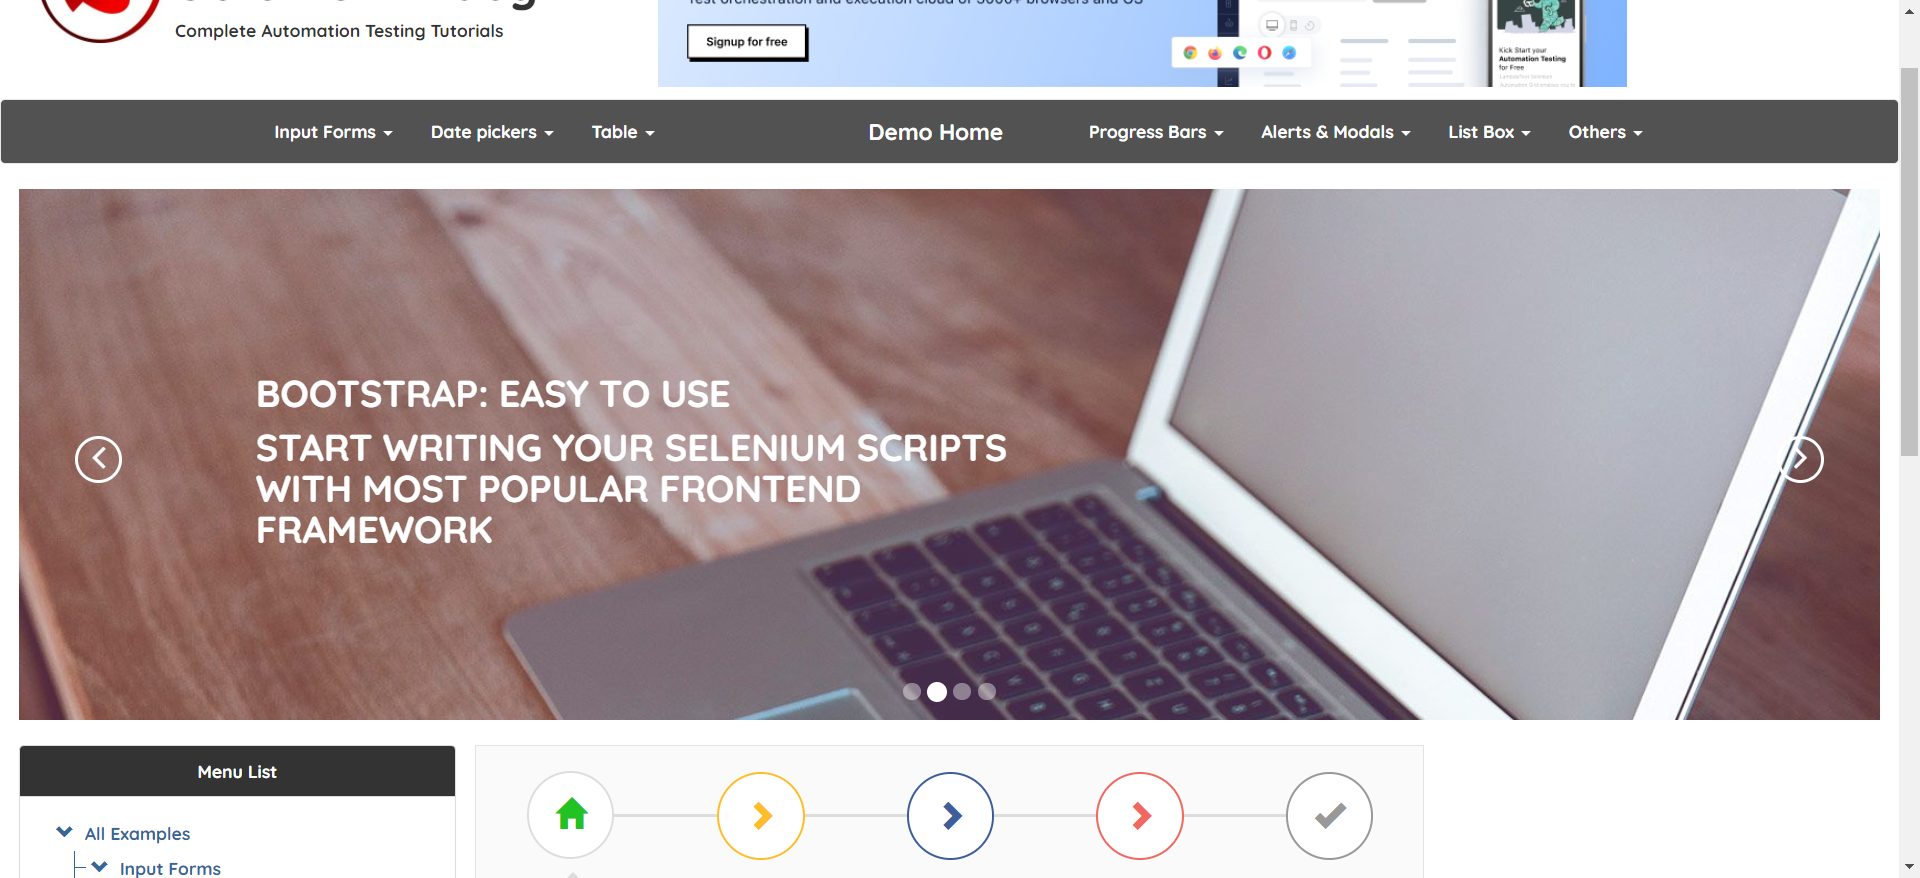 Complete Automation Testing Tutorials
Signup for free
Kick Start your
Automation Testing
for Free
Input Forms
Date pickers
Table
Demo Home
Progress Bars
Alerts & Modals
List Box
Others
BOOTSTRAP: EASY TO USE
START WRITING YOUR SELENIUM SCRIPTS
WITH MOST POPULAR FRONTEND
FRAMEWORK
Menu List
All Examples
Input Forms